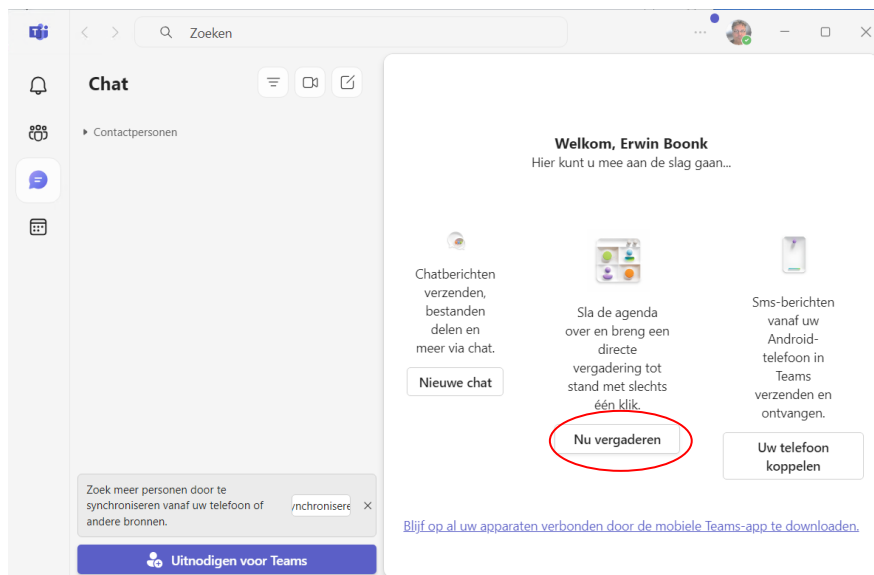 Zoeken
Chat
Contactpersonen
Welkom, Erwin Boonk
Hier kunt u mee aan de slag gaan...
Chatberichten
verzenden,
bestanden
delen en
meer via chat.
Nieuwe chat
Sla de agenda
over en breng een
directe
vergadering tot
stand met slechts
één klik.
Nu vergaderen
Sms-berichten
vanaf uw
Android-
telefoon in
Teams
verzenden en
ontvangen.
Uw telefoon
koppelen
Zoek meer personen door te
synchroniseren vanaf uw telefoon of
andere bronnen.
ynchronisere
Blijf op al uw apparaten verbonden door de mobiele Teams-app te downloaden.
Uitnodigen voor Teams